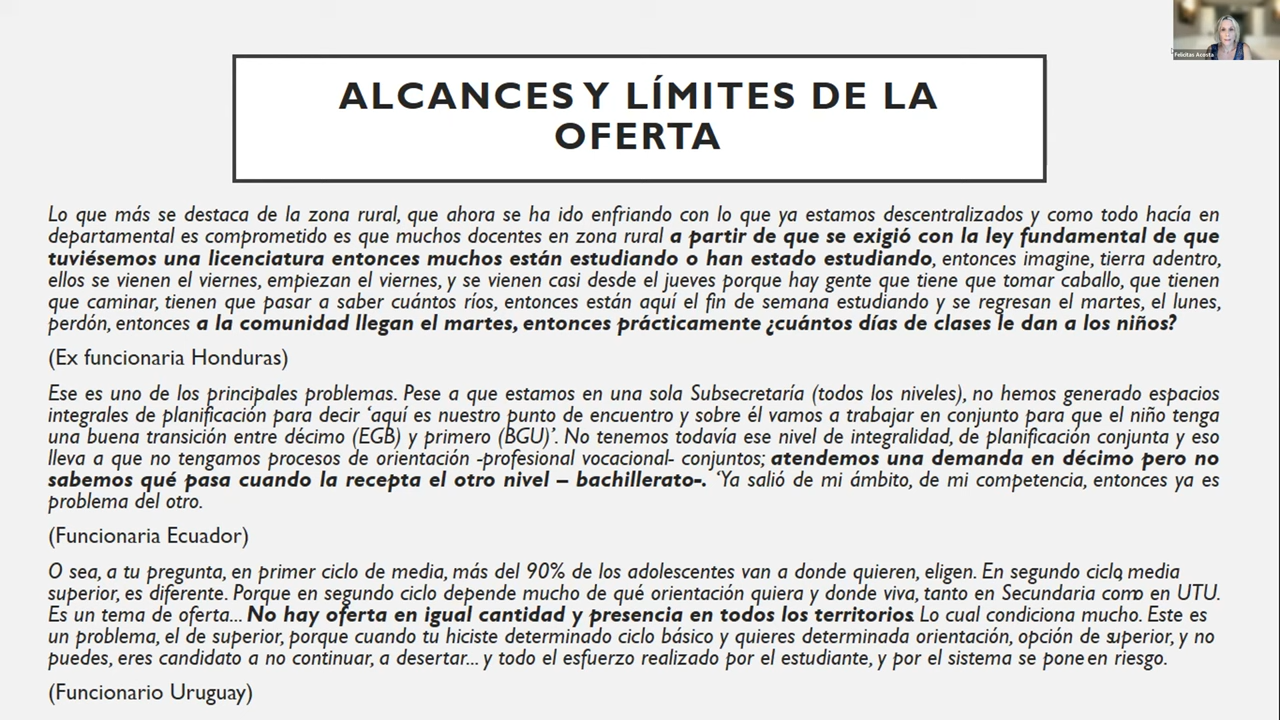 Felicitas Acosta
ALCANCES Y LÍMITES DE LA
OFERTA
Lo que más se destaca de la zona rural, que ahora se ha ido enfriando con lo que ya estamos descentralizados y como todo hacía en
departamental es comprometido es que muchos docentes en zona rural a partir de que se exigió con la ley fundamental de que
tuviésemos una licenciatura entonces muchos están estudiando o han estado estudiando, entonces imagine, tierra adentro,
ellos se vienen el viernes, empiezan el viernes, y se vienen casi desde el jueves porque hay gente que tiene que tomar caballo, que tienen
que caminar, tienen que pasar a saber cuántos ríos, entonces están aquí el fin de semana estudiando y se regresan el martes, el lunes,
perdón, entonces a la comunidad llegan el martes, entonces prácticamente ¿cuántos días de clases le dan a los niños?
(Ex funcionaria Honduras)
Ese es uno de los principales problemas. Pese a que estamos en una sola Subsecretaría (todos los niveles), no hemos generado espacios
integrales de planificación para decir ‘aquí es nuestro punto de encuentro y sobre él vamos a trabajar en conjunto para que el niño tenga
una buena transición entre décimo (EGB) y primero (BGU)’. No tenemos todavía ese nivel de integralidad, de planificación conjunta y eso
lleva a que no tengamos procesos de orientación -profesional vocacional- conjuntos; atendemos una demanda en décimo pero no
sabemos qué pasa cuando la recepta el otro nivel – bachillerato-. ‘Ya salió de mi ámbito, de mi competencia, entonces ya es
problema del otro.
(Funcionaria Ecuador)
O sea, a tu pregunta, en primer ciclo de media, más del 90% de los adolescentes van a donde quieren, eligen. En segundo ciclo, media
superior, es diferente. Porque en segundo ciclo depende mucho de qué orientación quiera y donde viva, tanto en Secundaria como en UTU.
Es un tema de oferta... No hay oferta en igual cantidad y presencia en todos los territorios. Lo cual condiciona mucho. Este es
un problema, el de superior, porque cuando tu hiciste determinado ciclo básico y quieres determinada orientación, opción de superior, y no
puedes, eres candidato a no continuar, a desertar... y todo el esfuerzo realizado por el estudiante, y por el sistema se pone en riesgo.
(Funcionario Uruguay)